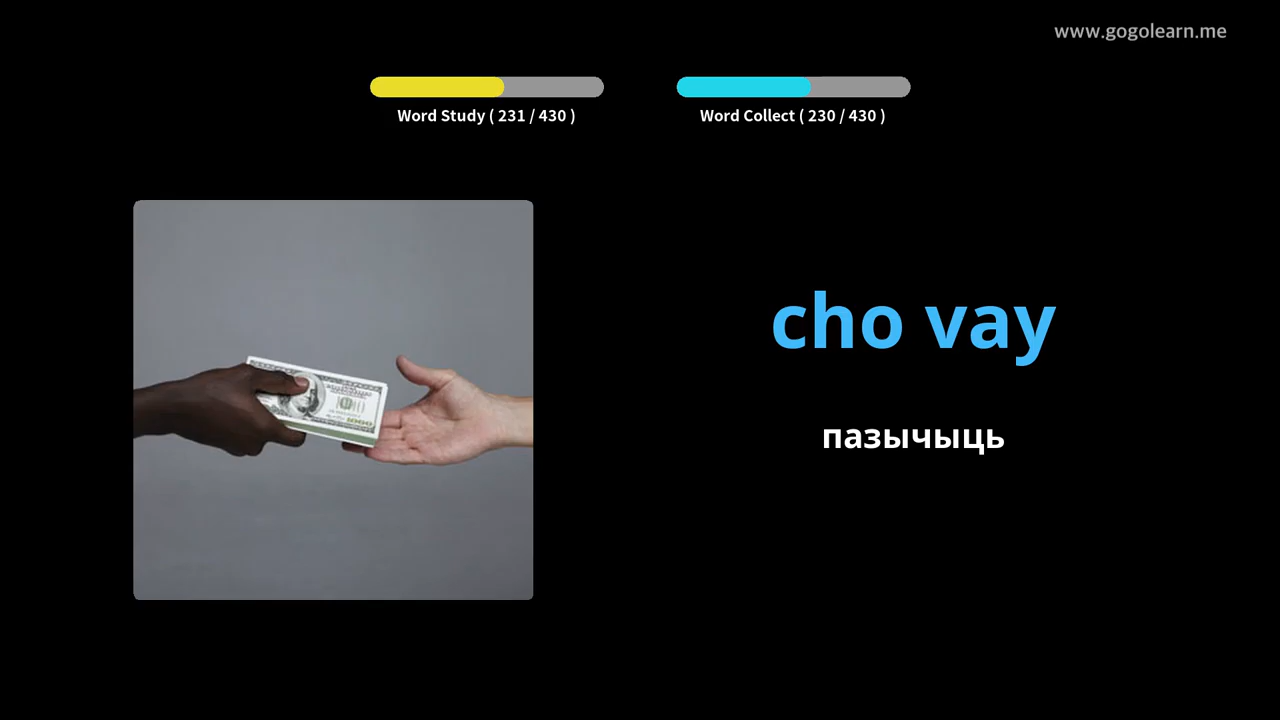 www.gogolearn.me
Word Study ( 231 / 430 )
Word Collect ( 230 / 430 )
cho vay
пазычыць